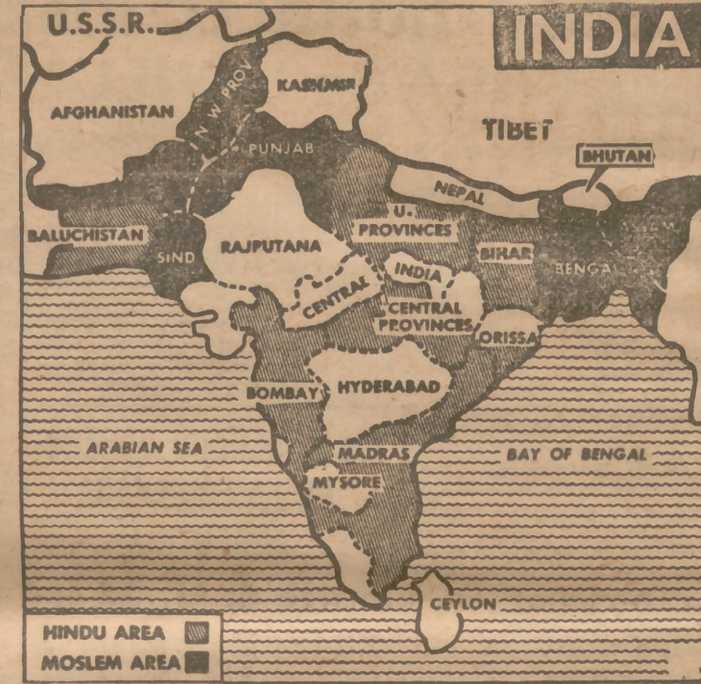 U.S.S.R.
INDIA
AFGHANISTAN
N W PROV
KASHMIR
TIBET
PUNJAB
BHUTAN
NEPAL
U.
PROVINCES
BALUCHISTAN
SIND
RAJPUTANA
BIHAR
BENGAL
INDIA
CENTRAL
CENTRAL
PROVINCES
ORISSA
BOMBAY
HYDERABAD
ARABIAN SEA
MADRAS
BAY OF BENGAL
MYSORE
CEYLON
HINDU AREA
MOSLEM AREA